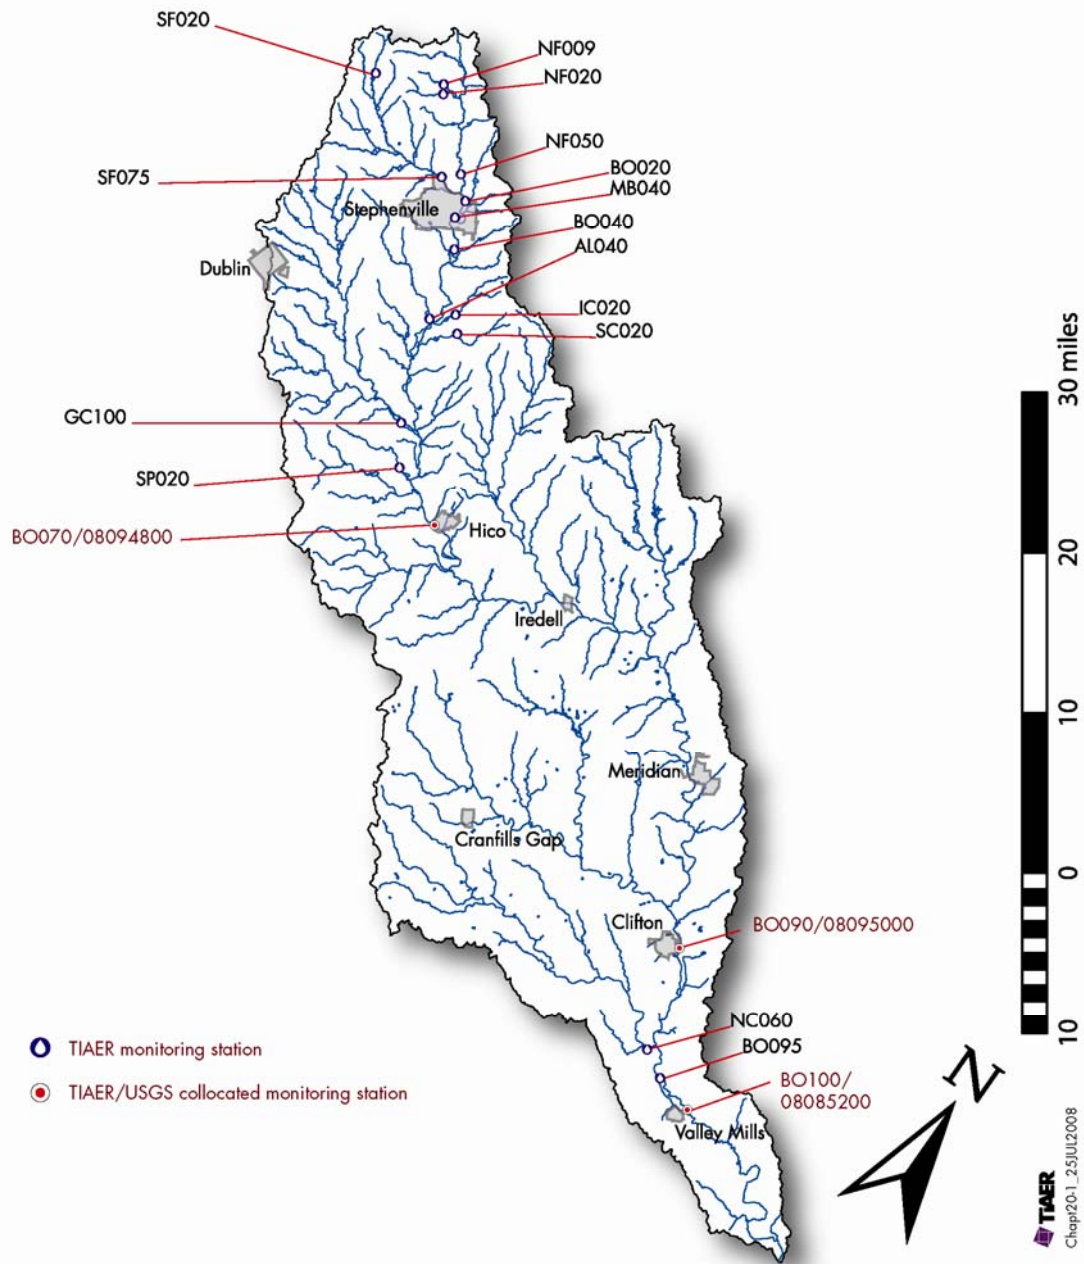 SF020
NF009
NF020
NF050
SF075
BO020
MB040
Stephenville
BO040
AL040
Dublin
IC020
SC020
GC100
SP020
BO070/08094800
Hico
Iredell
Meridian
Cranfills Gap
Clifton
BO090/08095000
NC060
BO095
BO100/
08085200
Valley Mills
TIAER monitoring station
TIAER/USGS collocated monitoring station
30 miles
20
10
0
10
N
TIAER
Chapt20-1_25JUL2008